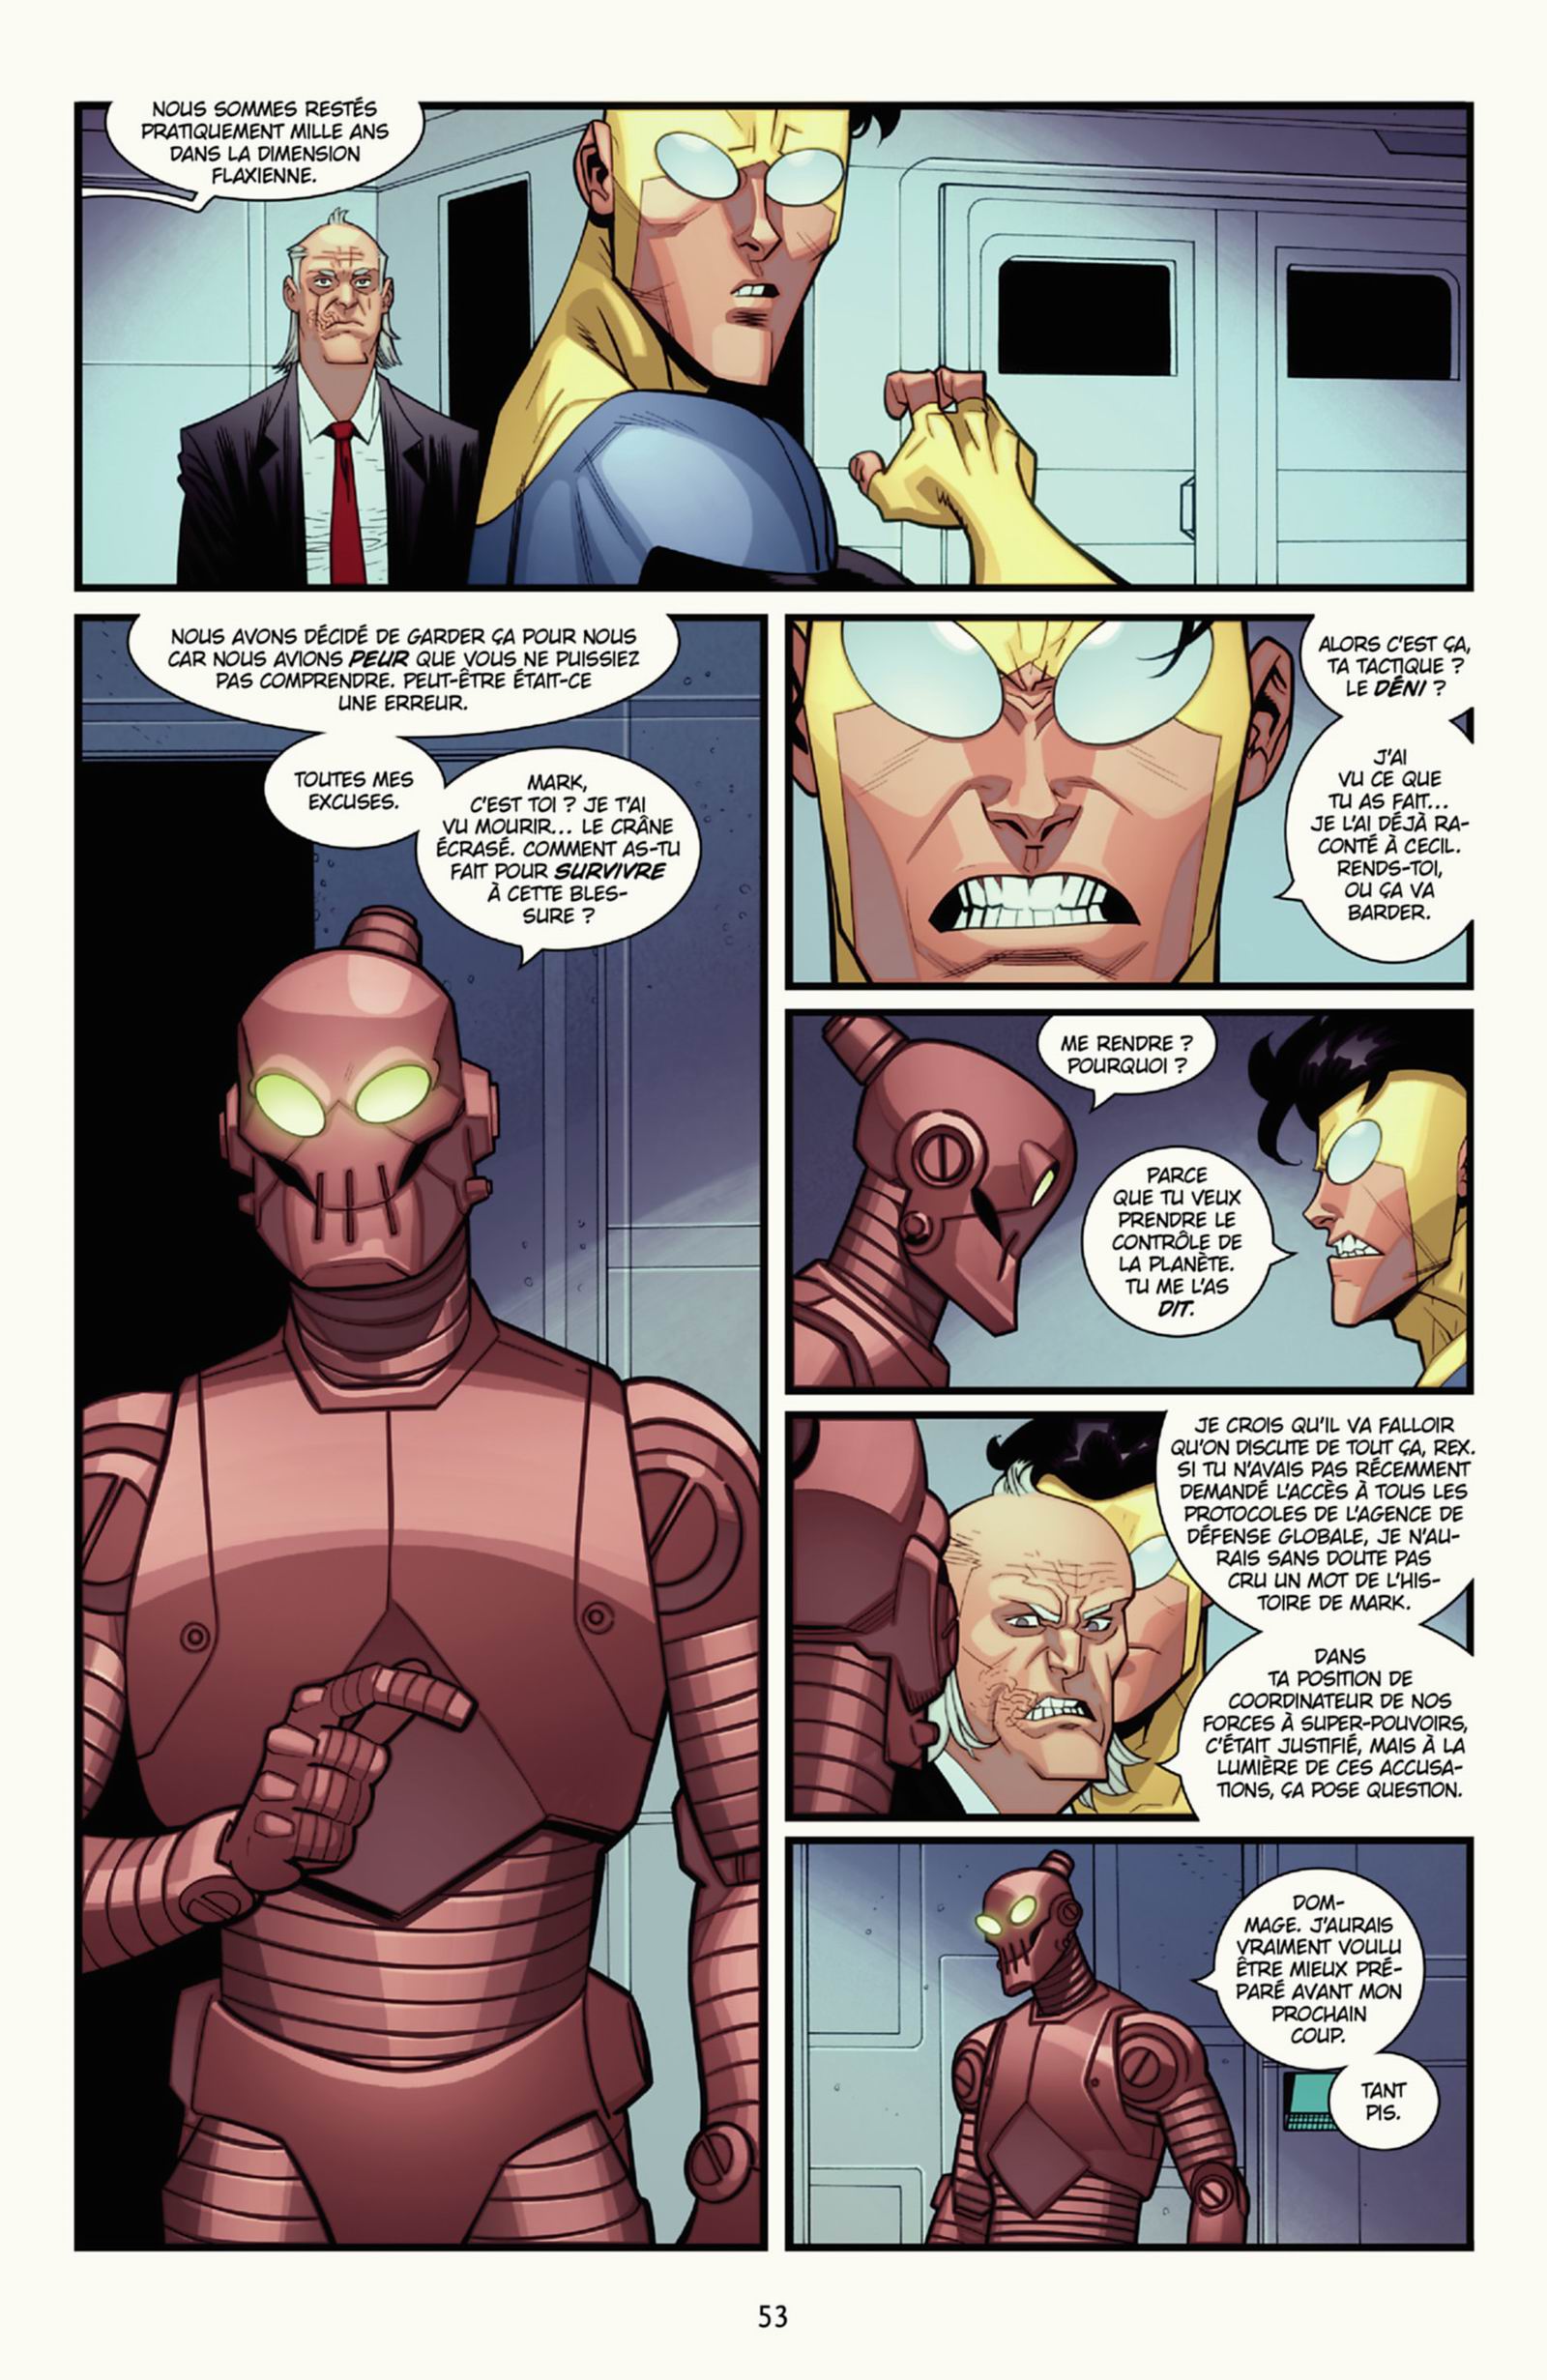 NOUS SOMMES RESTÉS
PRATIQUEMENT MILLE ANS
DANS LA DIMENSION
FLAXIENNE.
NOUS AVONS DÉCIDÉ DE GARDER ÇA POUR NOUS
CAR NOUS AVIONS PEUR QUE VOUS NE PUISSIEZ
PAS COMPRENDRE. PEUT-ÊTRE ÉTAIT-CE
UNE ERREUR.
TOUTES MES
EXCUSES.
MARK,
C'EST TOI ? JE T'AI
VU MOURIR... LE CRÂNE
ÉCRASÉ. COMMENT AS-TU
FAIT POUR SURVIVRE
À CETTE BLES-
SURE ?
ALORS C'EST ÇA,
TA TACTIQUE ?
LE DÉNI ?
J'AI
VU CE QUE
TU AS FAIT...
JE L'AI DÉJÀ RA-
CONTÉ À CECIL.
RENDS-TOI,
OU ÇA VA
BARDER.
ME RENDRE ?
POURQUOI ?
PARCE
QUE TU VEUX
PRENDRE LE
CONTRÔLE DE
LA PLANÈTE.
TU ME L'AS
DIT.
JE CROIS QU'IL VA FALLOIR
QU'ON DISCUTE DE TOUT ÇA, REX.
SI TU N'AVAIS PAS RÉCEMMENT
DEMANDÉ L'ACCÈS À TOUS LES
PROTOCOLES DE L'AGENCE DE
DÉFENSE GLOBALE, JE N'AU-
RAIS SANS DOUTE PAS
CRU UN MOT DE L'HIS-
TOIRE DE MARK.
DANS
TA POSITION DE
COORDINATEUR DE NOS
FORCES À SUPER-POUVOIRS,
C'ÉTAIT JUSTIFIÉ, MAIS À LA
LUMIÈRE DE CES ACCUSA-
TIONS, ÇA POSE QUESTION.
DOM-
MAGE. J'AURAIS
VRAIMENT VOULU
ÊTRE MIEUX PRÉ-
PARÉ AVANT MON
PROCHAIN
COUP.
TANT
PIS.
53